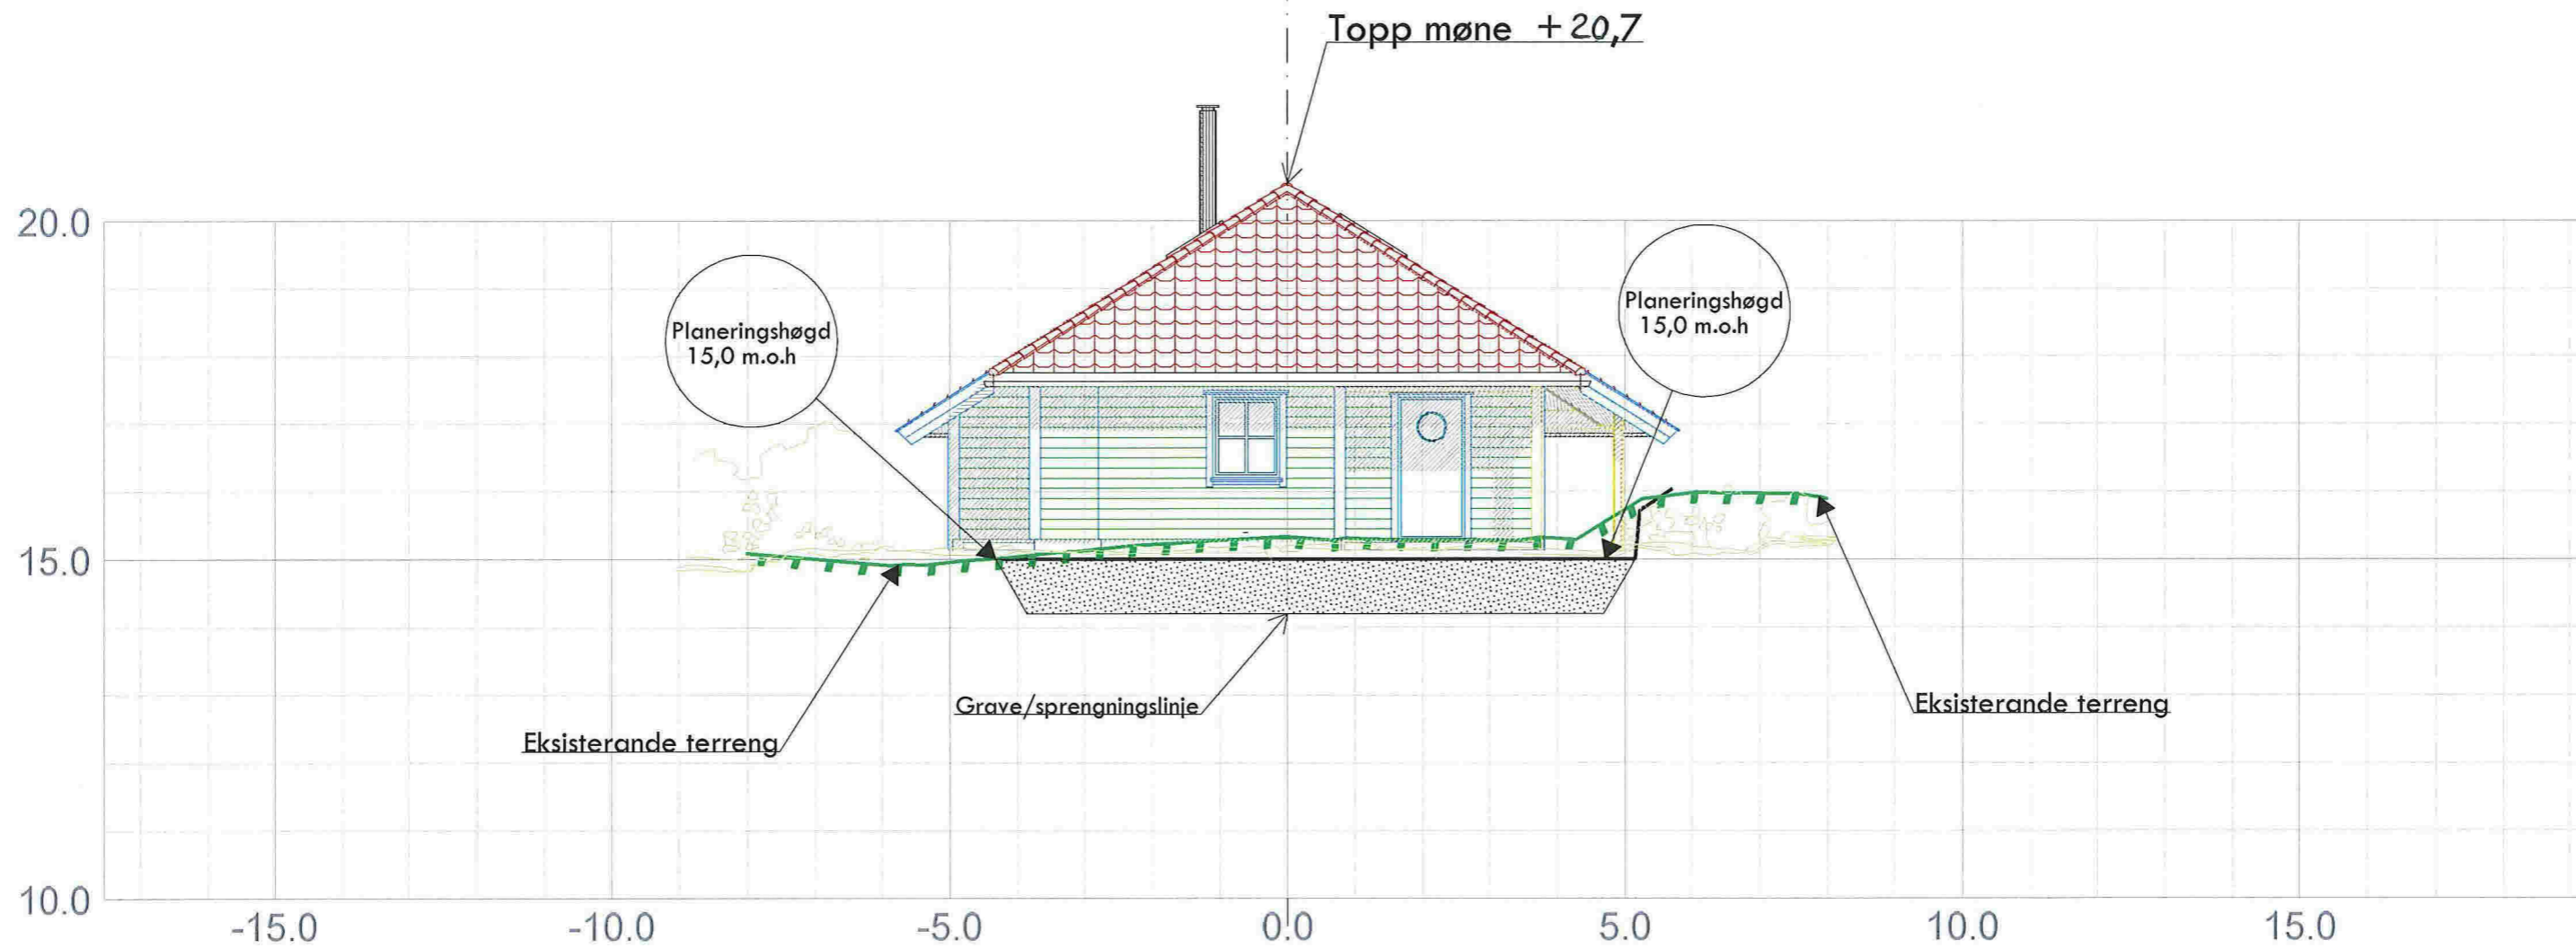 Topp møne +20,7
20.0
Planeringshøgd
15,0 m.o.h
Planeringshøgd
15,0 m.o.h
15.0
Grave/sprengningslinje
Eksisterande terreng
Eksisterande terreng
10.0
-15.0 -10.0 -5.0 0.0 5.0 10.0 15.0